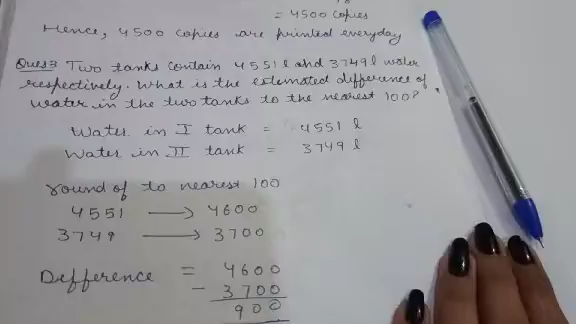 = 4500 copies
Hence, 4500 copies are printed everyday
Ques 3 Two tanks contain 4551 l and 3749 l water
respectively. What is the estimated difference of
water in the two tanks to the nearest 100?
Water in I tank = 4551 l
Water in II tank = 3749 l
round of to nearest 100
4551 → 4600
3749 → 3700
Difference = 4600
- 3700
900